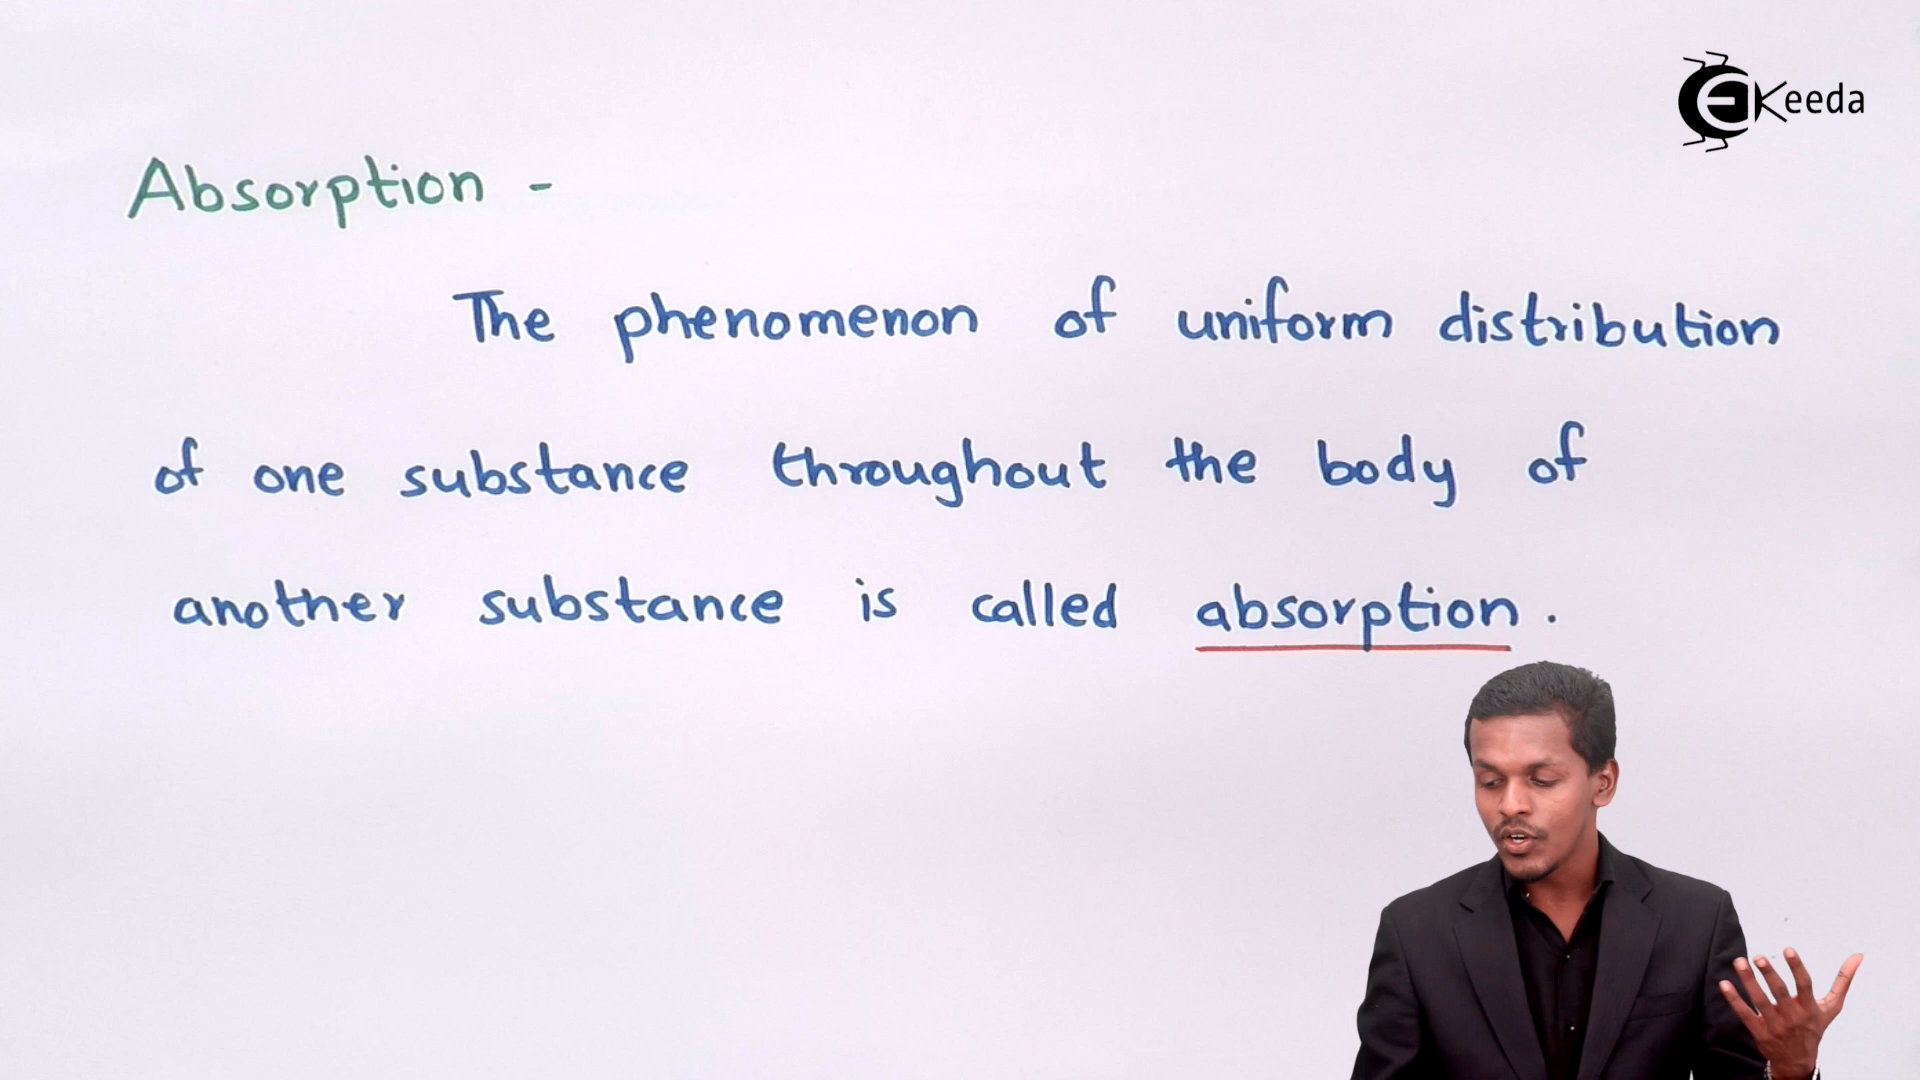 EKeeda
Absorption -
The phenomenon of uniform distribution
of one substance throughout the body of
another substance is called absorption.